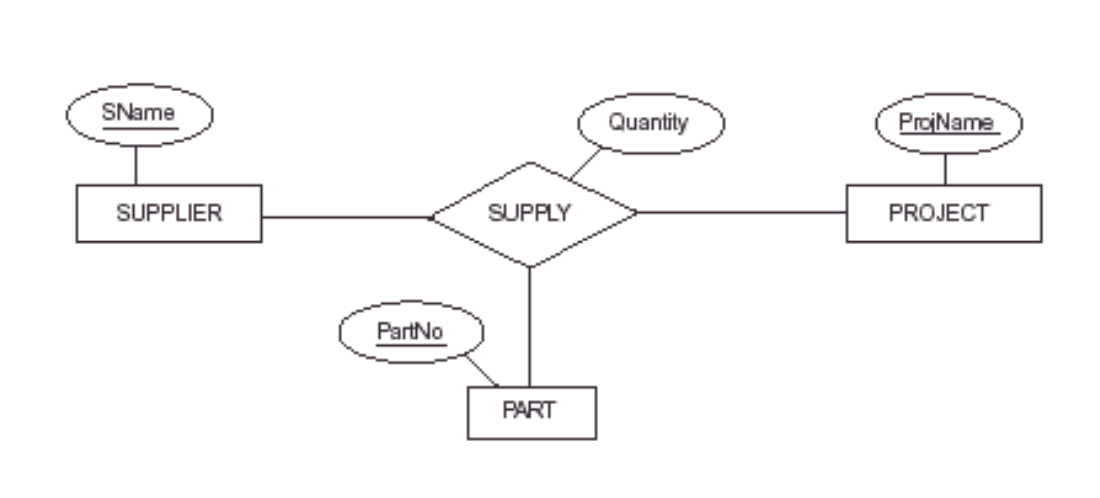 SName
Quantity
ProjName
SUPPLIER
SUPPLY
PROJECT
PartNo
PART